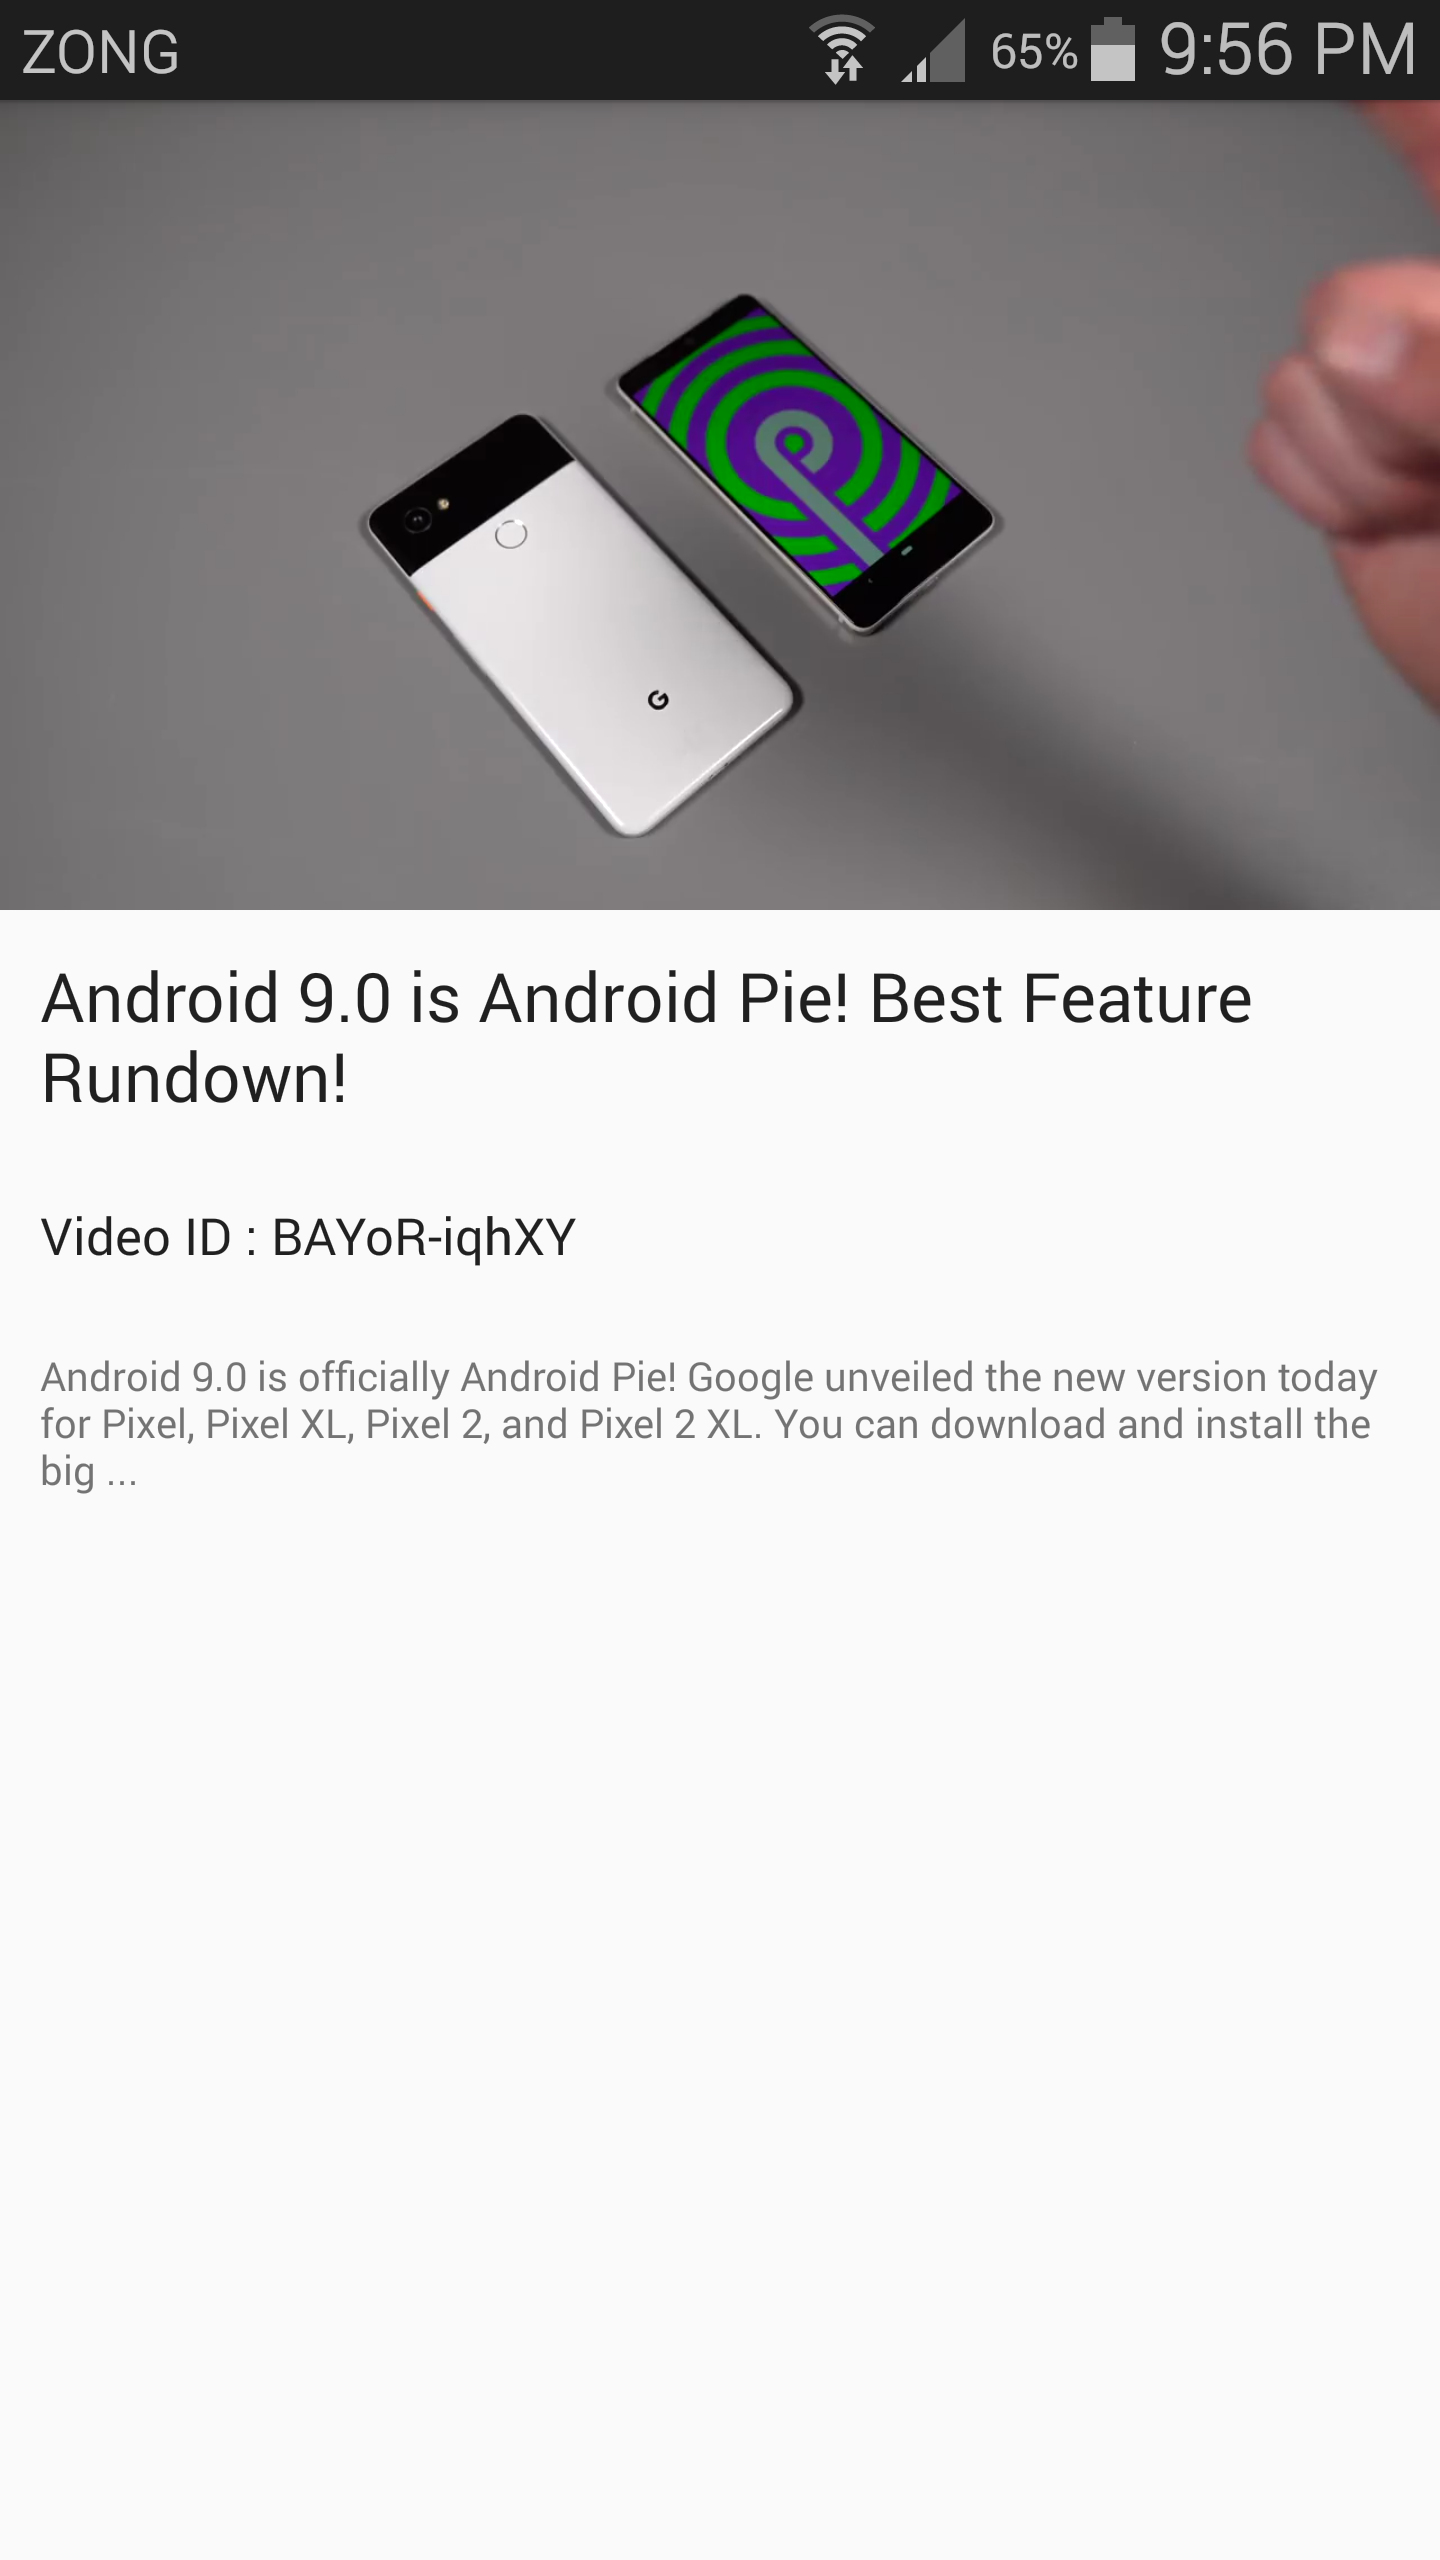 ZONG 65% 9:56 PM
G
Android 9.0 is Android Pie! Best Feature
Rundown!
Video ID : BAYoR-iqhXY
Android 9.0 is officially Android Pie! Google unveiled the new version today
for Pixel, Pixel XL, Pixel 2, and Pixel 2 XL. You can download and install the
big ...